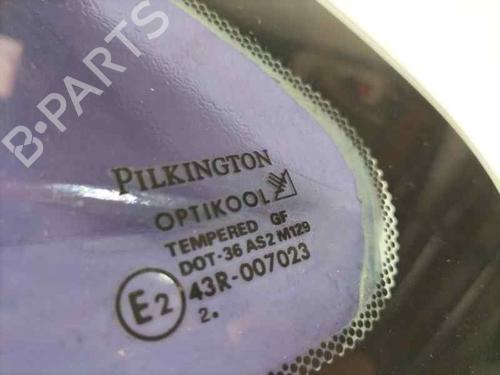 B-PARTS
PILKINGTON
OPTIKOOL
TEMPERED GF
DOT-36 AS2 M129
E2 43R-007023
2.